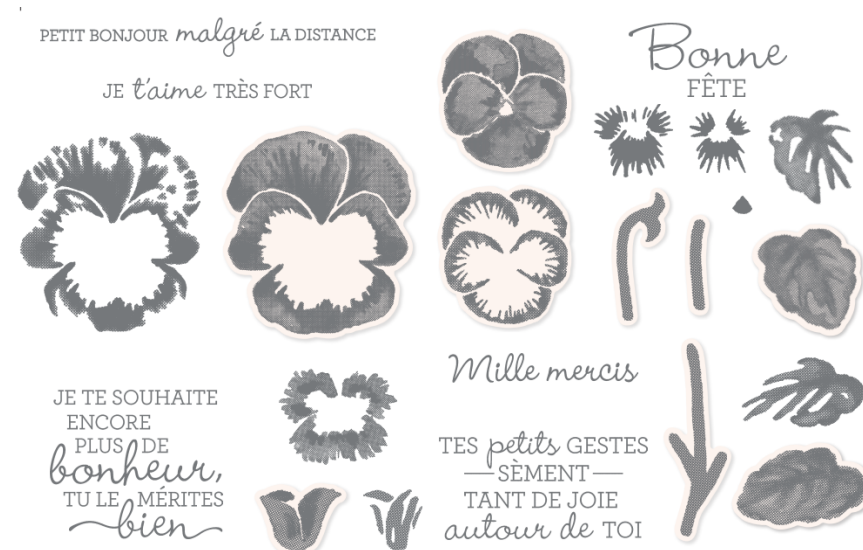 PETIT BONJOUR malgré LA DISTANCE
JE t'aime TRÈS FORT
Bonne
FÊTE
JE TE SOUHAITE
ENCORE
PLUS DE
bonheur,
TU LE MÉRITES
bien
Mille mercis
TES petits GESTES
SÈMENT
TANT DE JOIE
autour de TOI